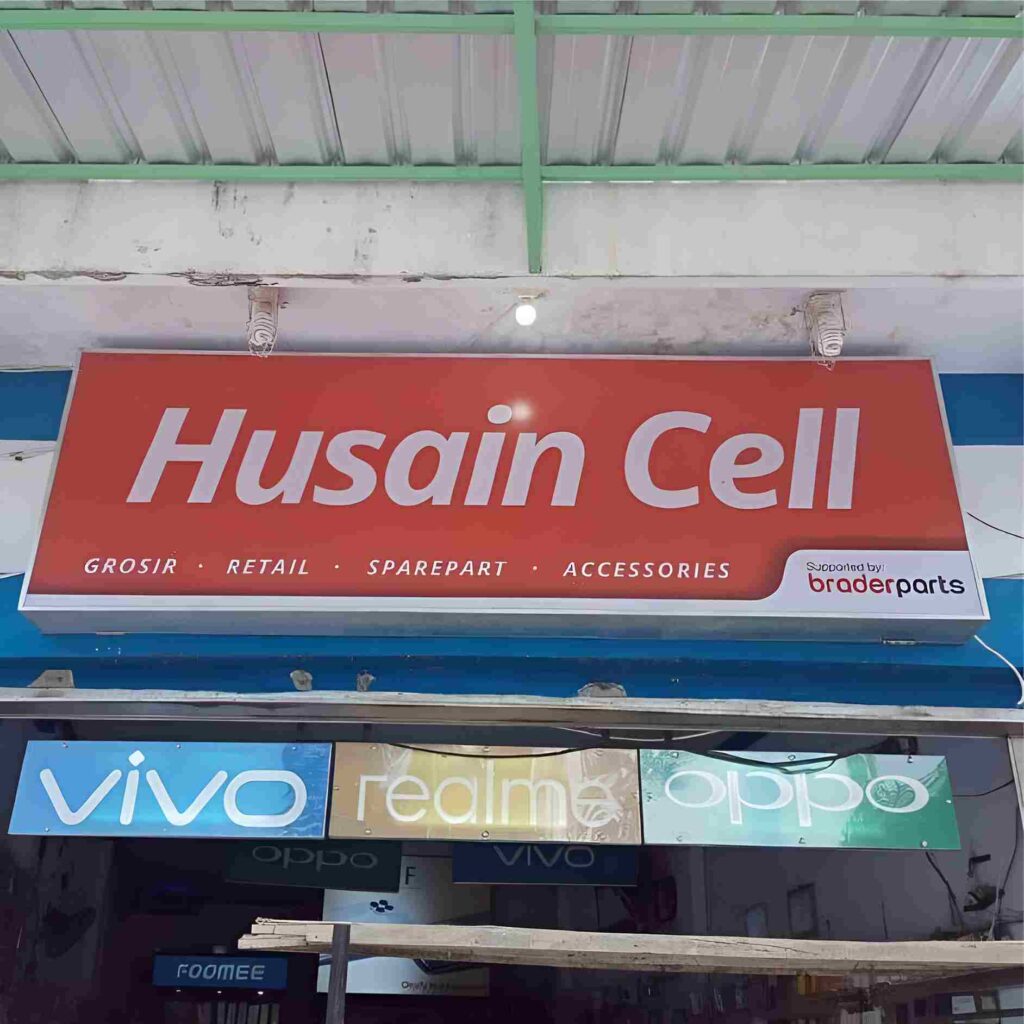 Husain Cell
GROSIR · RETAIL · SPAREPART · ACCESSORIES
Supported by:
braderparts
vivo
realme
oppo
oppo
vivo
F
FOOMEE